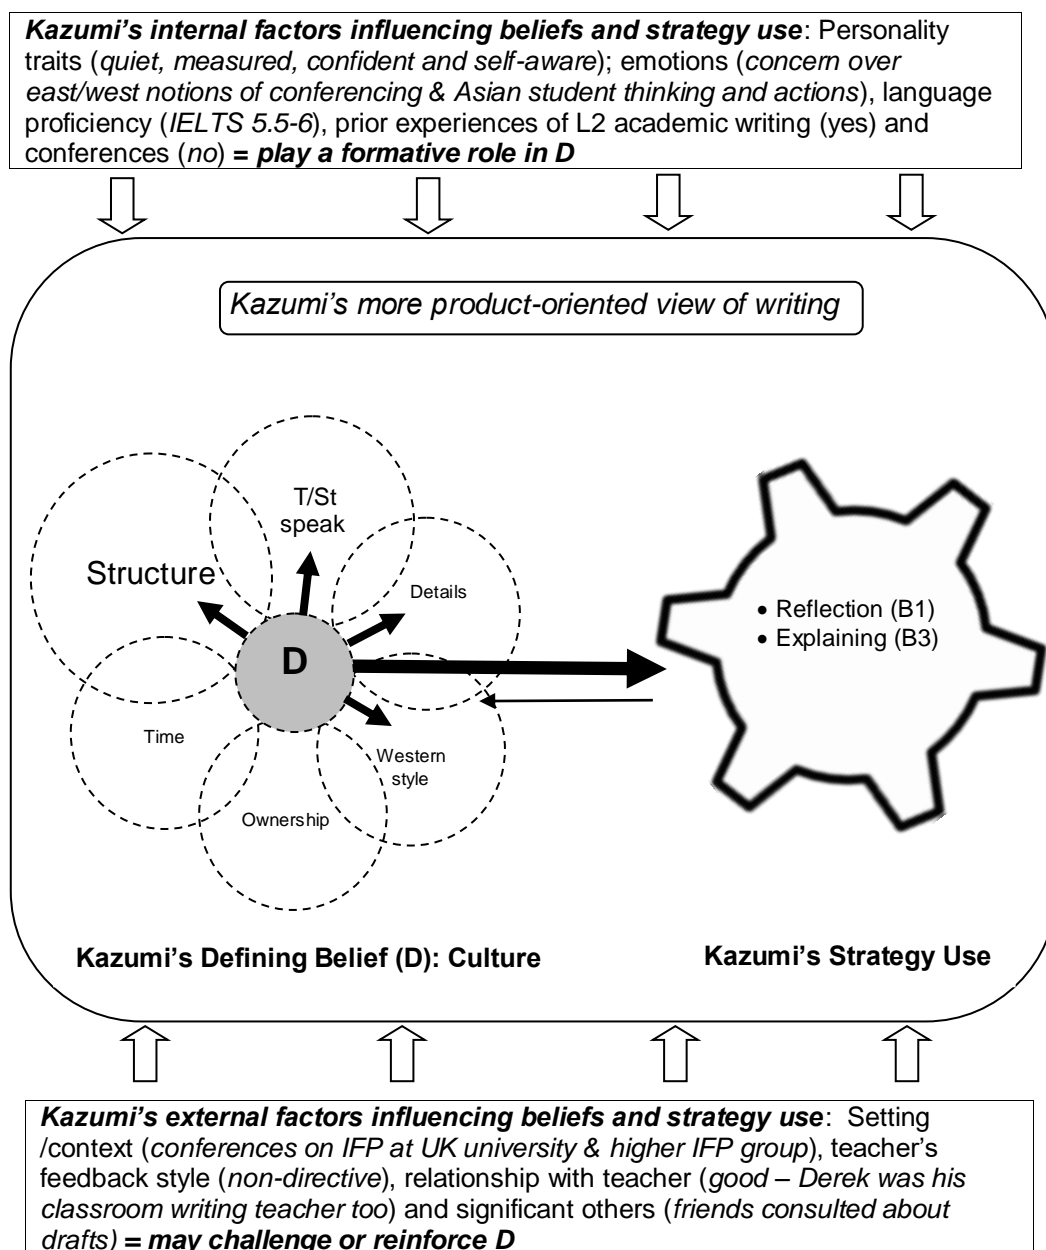 Kazumi's internal factors influencing beliefs and strategy use: Personality
traits (quiet, measured, confident and self-aware); emotions (concern over
east/west notions of conferencing & Asian student thinking and actions), language
proficiency (IELTS 5.5-6), prior experiences of L2 academic writing (yes) and
conferences (no) = play a formative role in D
Kazumi's more product-oriented view of writing
T/St
speak
Structure
Details
D
• Reflection (B1)
• Explaining (B3)
Time
Western
style
Ownership
Kazumi's Defining Belief (D): Culture
Kazumi's Strategy Use
Kazumi's external factors influencing beliefs and strategy use: Setting
/context (conferences on IFP at UK university & higher IFP group), teacher's
feedback style (non-directive), relationship with teacher (good – Derek was his
classroom writing teacher too) and significant others (friends consulted about
drafts) = may challenge or reinforce D